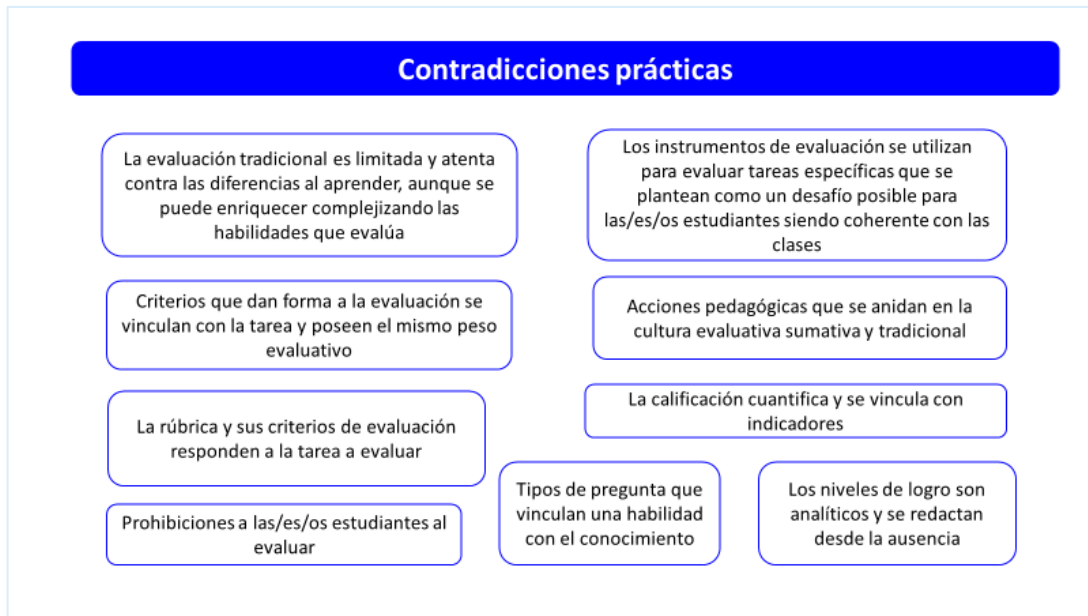 Contradicciones prácticas
La evaluación tradicional es limitada y atenta
contra las diferencias al aprender, aunque se
puede enriquecer complejizando las
habilidades que evalúa
Los instrumentos de evaluación se utilizan
para evaluar tareas específicas que se
plantean como un desafío posible para
las/es/os estudiantes siendo coherente con las
clases
Criterios que dan forma a la evaluación se
vinculan con la tarea y poseen el mismo peso
evaluativo
Acciones pedagógicas que se anidan en la
cultura evaluativa sumativa y tradicional
La rúbrica y sus criterios de evaluación
responden a la tarea a evaluar
La calificación cuantifica y se vincula con
indicadores
Prohibiciones a las/es/os estudiantes al
evaluar
Tipos de pregunta que
vinculan una habilidad
con el conocimiento
Los niveles de logro son
analíticos y se redactan
desde la ausencia